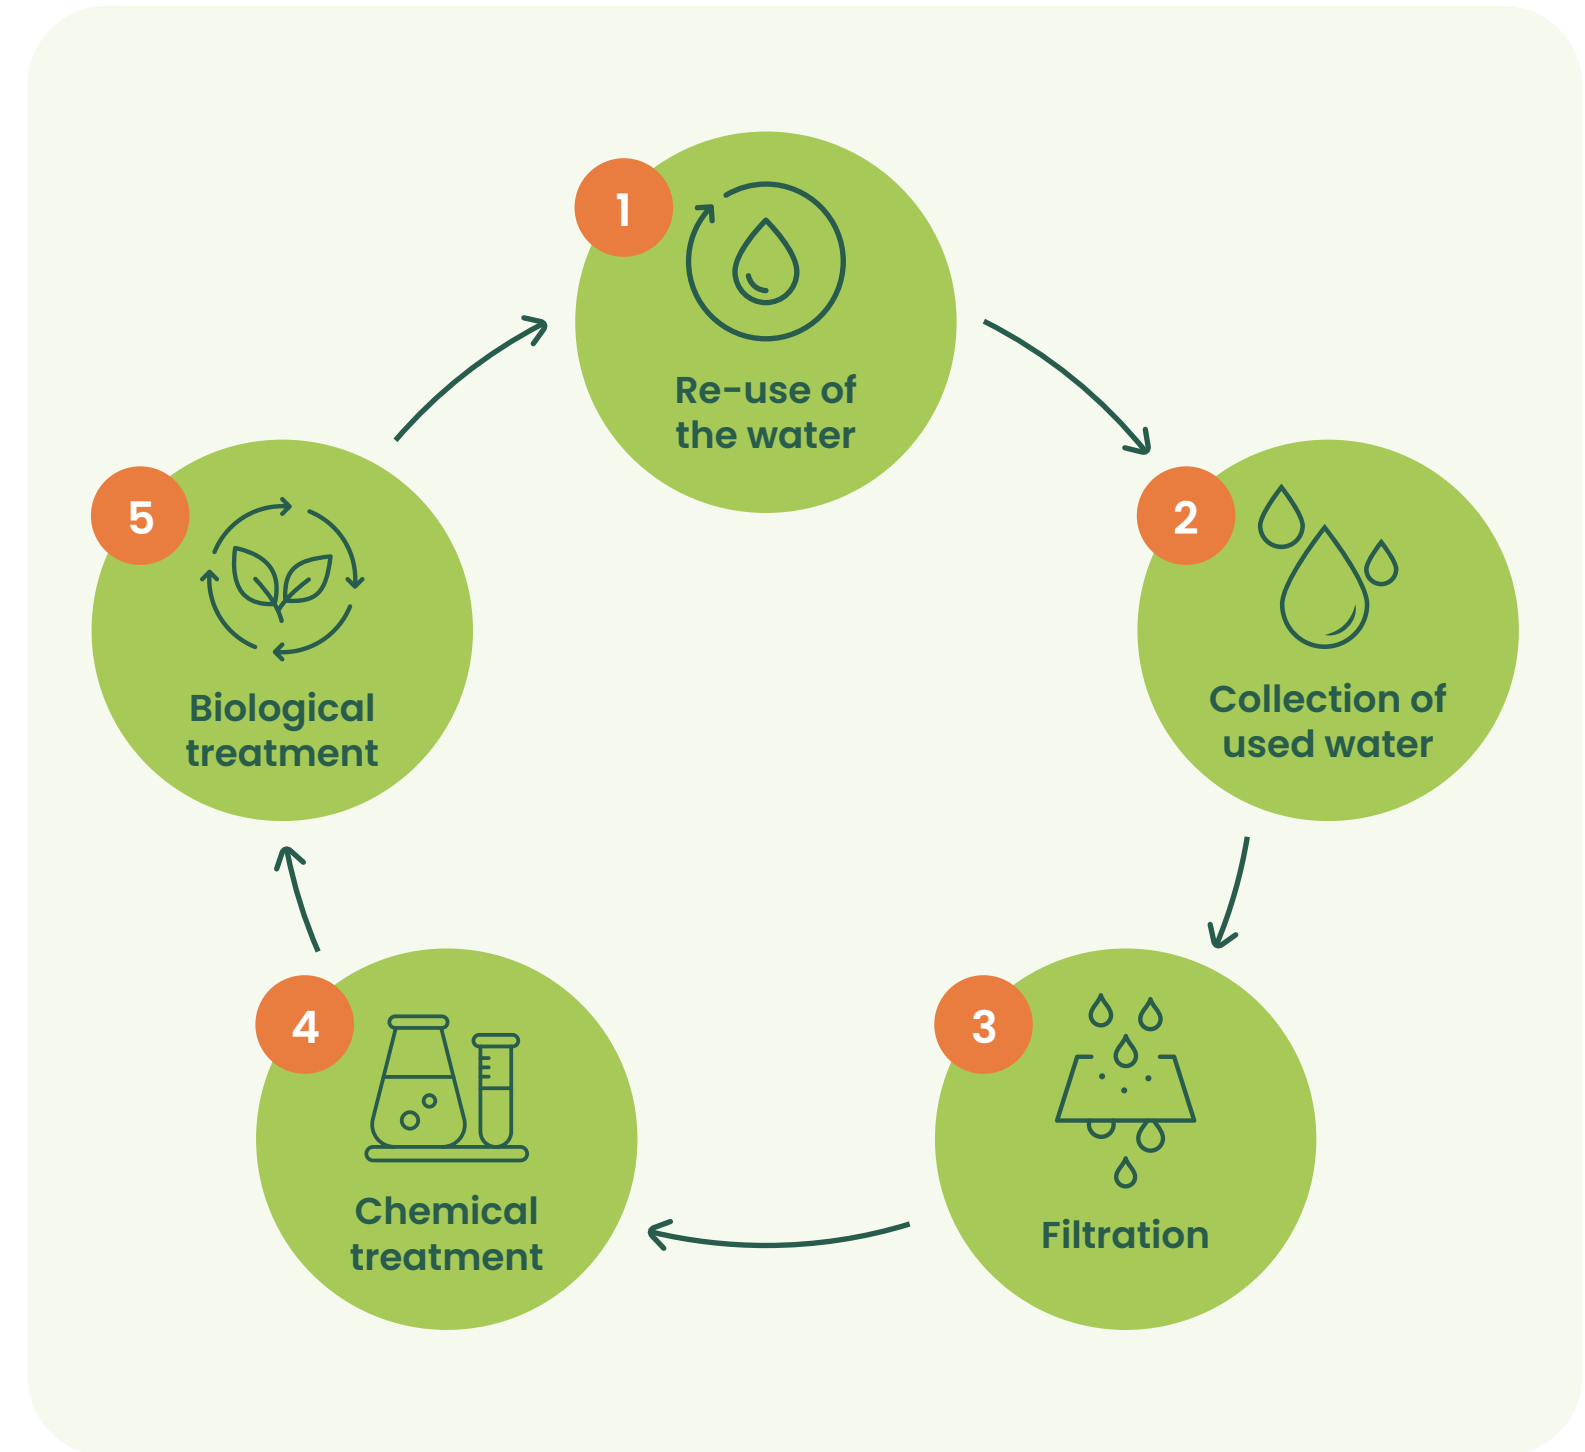 1
Re-use of
the water
2
Collection of
used water
3
Filtration
4
Chemical
treatment
5
Biological
treatment